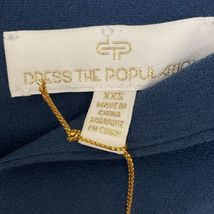 DRESS THE POPULATION
XXS
MADE IN
CHINA
FABRIQUÉ
EN CHINE